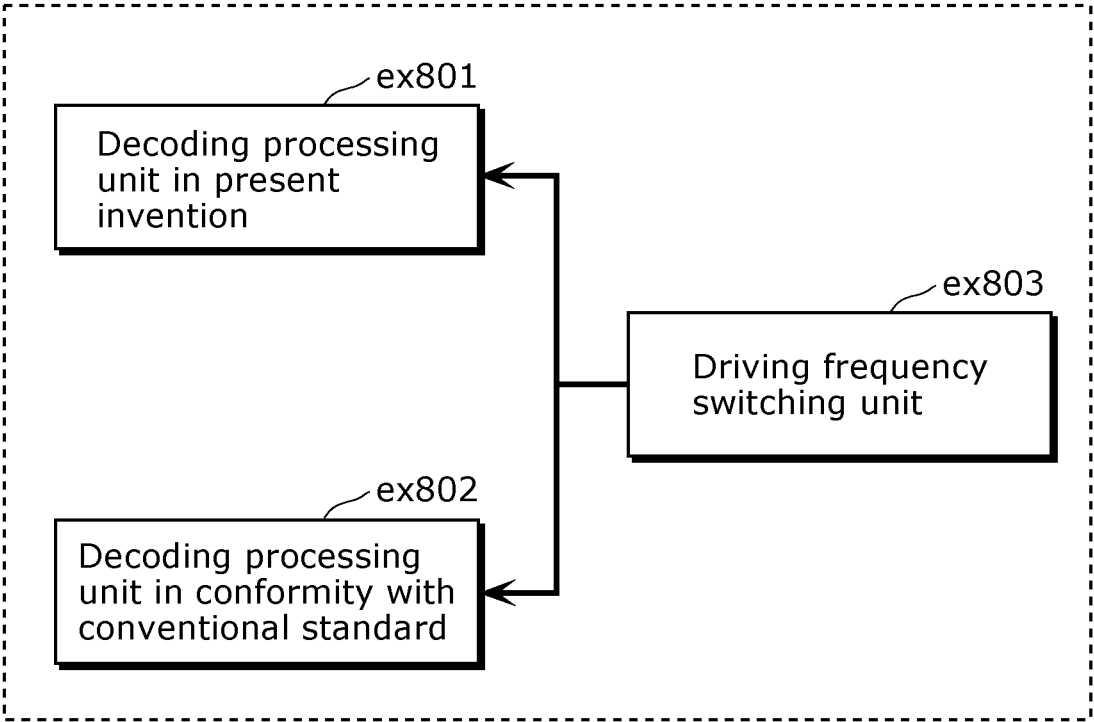 ex801
Decoding processing
unit in present
invention
ex803
Driving frequency
switching unit
ex802
Decoding processing
unit in conformity with
conventional standard